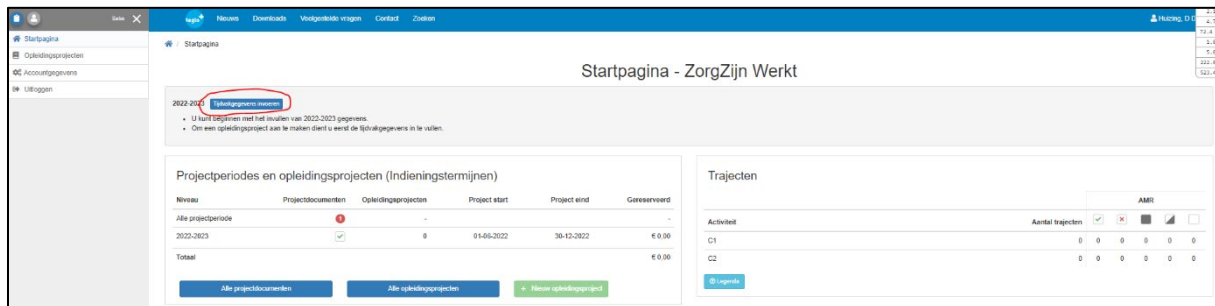 Sebo X
Startpagina
Opleidingsprojecten
Accountgegevens
Uitloggen
Nieuws Downloads Veelgestelde vragen Contact Zoeken
Huizing, D
/ Startpagina
Startpagina - ZorgZijn Werkt
2022-2023 Tijdvakgegevens invoeren
U kunt beginnen met het invullen van 2022-2023 gegevens.
Om een opleidingsproject aan te maken dient u eerst de tijdvakgegevens in te vullen.
Projectperiodes en opleidingsprojecten (Indieningstermijnen)
Niveau Projectdocumenten Opleidingsprojecten Project start Project eind Gereserveerd
Alle projectperiode - -
2022-2023 0 01-06-2022 30-12-2022 € 0,00
Totaal € 0,00
Alle projectdocumenten Alle opleidingsprojecten + Nieuw opleidingsproject
Trajecten
AMR
Activiteit Aantal trajecten
C1 0 0 0 0 0 0
C2 0 0 0 0 0 0
Legenda